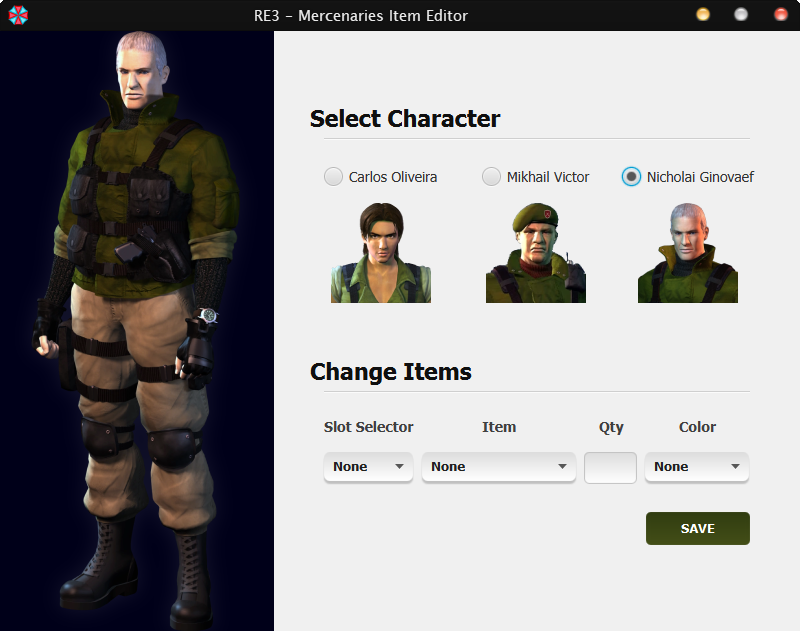 RE3 - Mercenaries Item Editor
Select Character
Carlos Oliveira
Mikhail Victor
Nicholai Ginovaef
Change Items
Slot Selector
Item
Qty
Color
None
None
None
SAVE